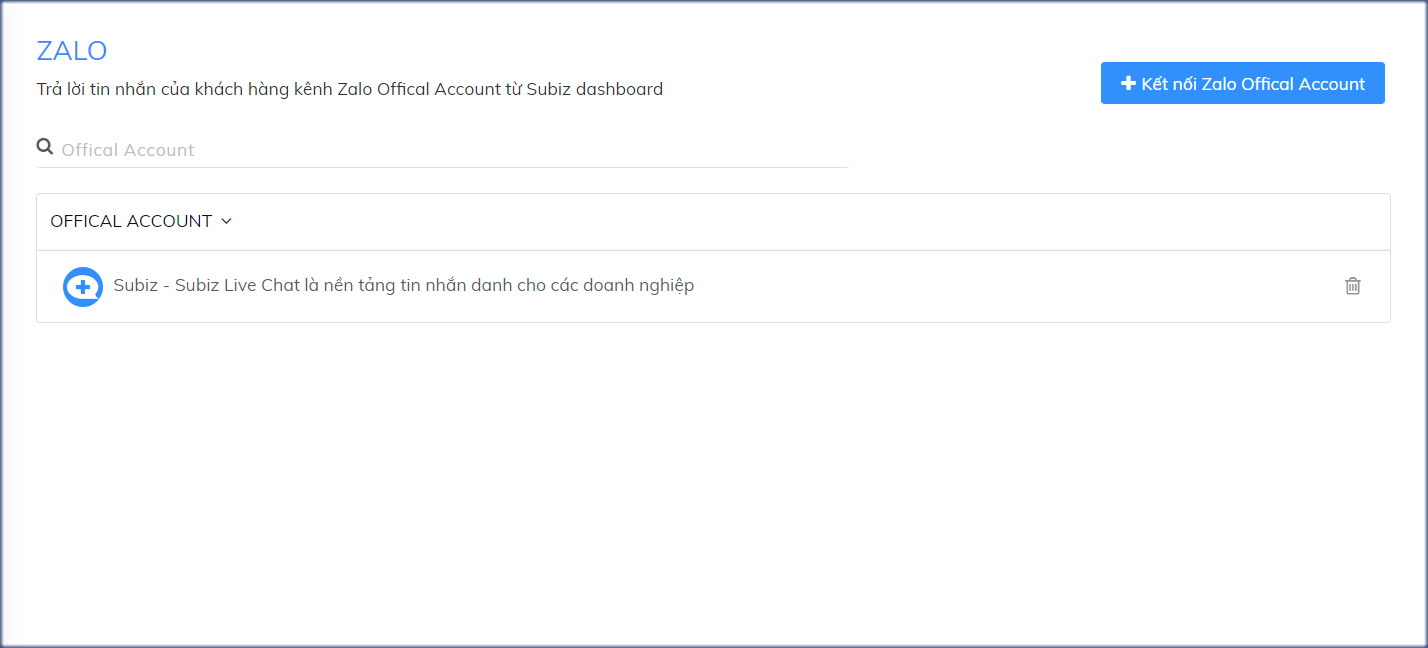 ZALO
Trả lời tin nhắn của khách hàng kênh Zalo Offical Account từ Subiz dashboard
Kết nối Zalo Offical Account
Offical Account
OFFICAL ACCOUNT
Subiz - Subiz Live Chat là nền tảng tin nhắn danh cho các doanh nghiệp